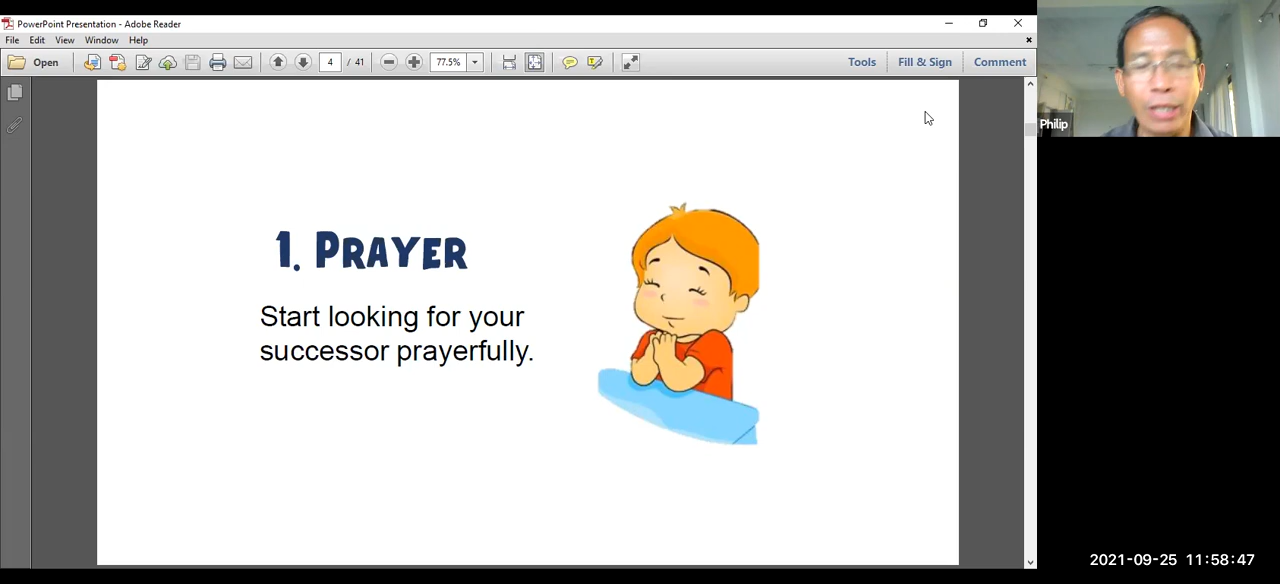 PowerPoint Presentation - Adobe Reader
File Edit View Window Help
Open 4 / 41 77.5% Tools Fill & Sign Comment
Philip
1. PRAYER
Start looking for your
successor prayerfully.
2021-09-25 11:58:47